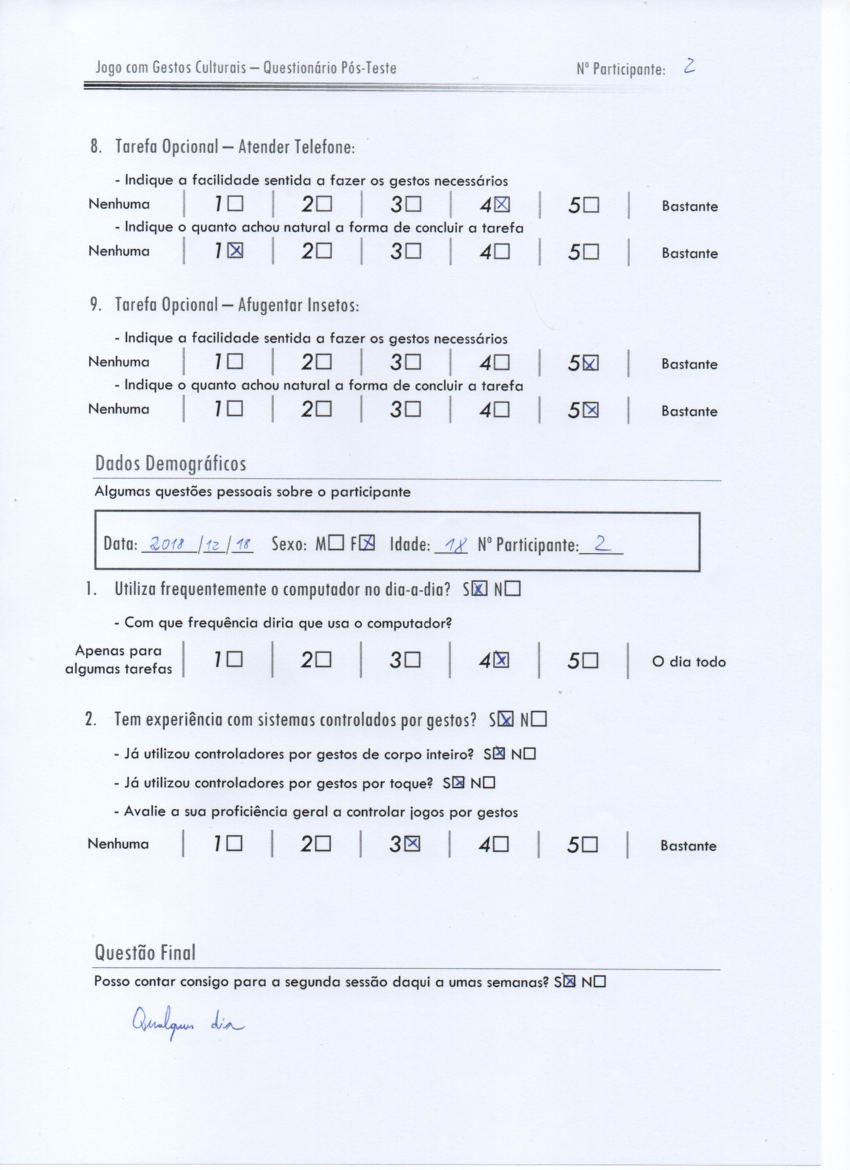 Jogo com Gestos Culturais – Questionário Pós-Teste Nº Participante: 2
8. Tarefa Opcional – Atender Telefone:
- Indique a facilidade sentida a fazer os gestos necessários
Nenhuma | 1☐ | 2☐ | 3☐ | 4☒ | 5☐ | Bastante
- Indique o quanto achou natural a forma de concluir a tarefa
Nenhuma | 1☒ | 2☐ | 3☐ | 4☐ | 5☐ | Bastante
9. Tarefa Opcional – Afugentar Insetos:
- Indique a facilidade sentida a fazer os gestos necessários
Nenhuma | 1☐ | 2☐ | 3☐ | 4☐ | 5☒ | Bastante
- Indique o quanto achou natural a forma de concluir a tarefa
Nenhuma | 1☐ | 2☐ | 3☐ | 4☐ | 5☒ | Bastante
Dados Demográficos
Algumas questões pessoais sobre o participante
Data: 2018/12/18 Sexo: M☐ F☒ Idade: 18 Nº Participante: 2
1. Utiliza frequentemente o computador no dia-a-dia? S☒ N☐
- Com que frequência diria que usa o computador?
Apenas para algumas tarefas | 1☐ | 2☐ | 3☐ | 4☒ | 5☐ | O dia todo
2. Tem experiência com sistemas controlados por gestos? S☒ N☐
- Já utilizou controladores por gestos de corpo inteiro? S☒ N☐
- Já utilizou controladores por gestos por toque? S☒ N☐
- Avalie a sua proficiência geral a controlar jogos por gestos
Nenhuma | 1☐ | 2☐ | 3☒ | 4☐ | 5☐ | Bastante
Questão Final
Posso contar consigo para a segunda sessão daqui a umas semanas? S☒ N☐
Qualquer dia